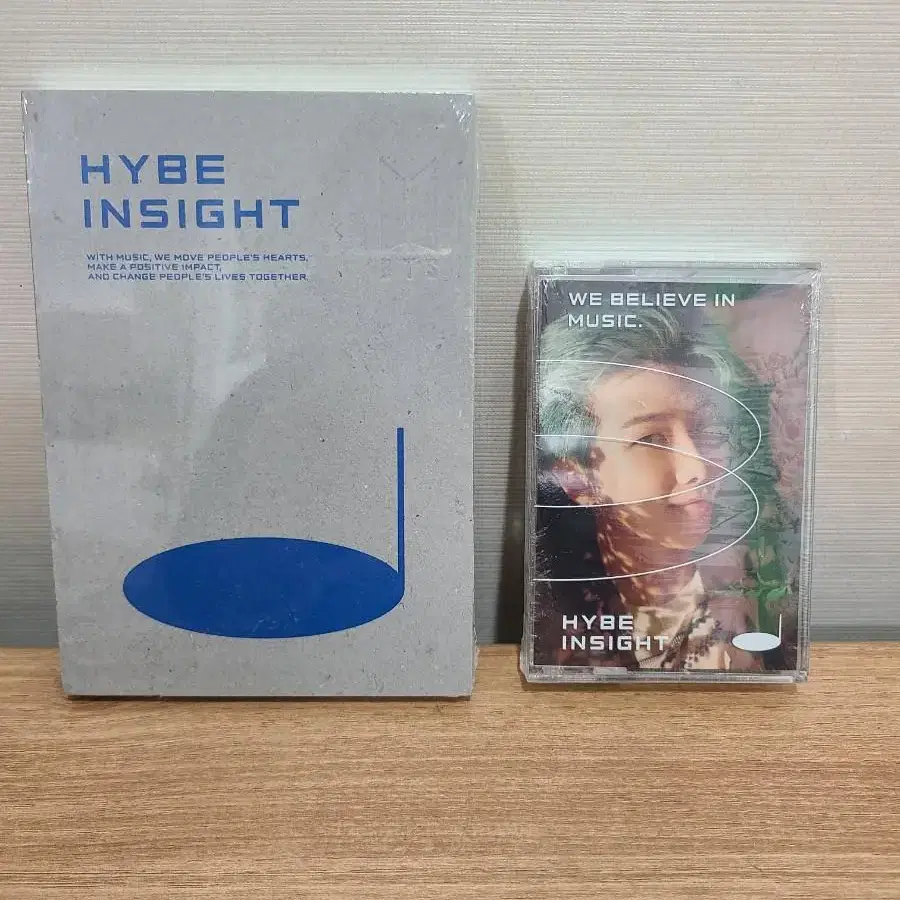 HYBE
INSIGHT
WITH MUSIC, WE MOVE PEOPLE'S HEARTS,
MAKE A POSITIVE IMPACT,
AND CHANGE PEOPLE'S LIVES TOGETHER.
BTS
WE BELIEVE IN
MUSIC.
HYBE
INSIGHT